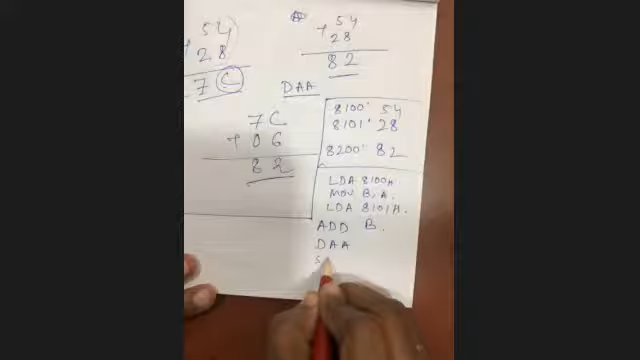 54
+ 28
7C
+ 54
28
82
DAA
7C
+ 06
82
8100: 54
8101: 28
8200: 82
LDA 8100H
MOV B, A.
LDA 8101H.
ADD B.
DAA
S